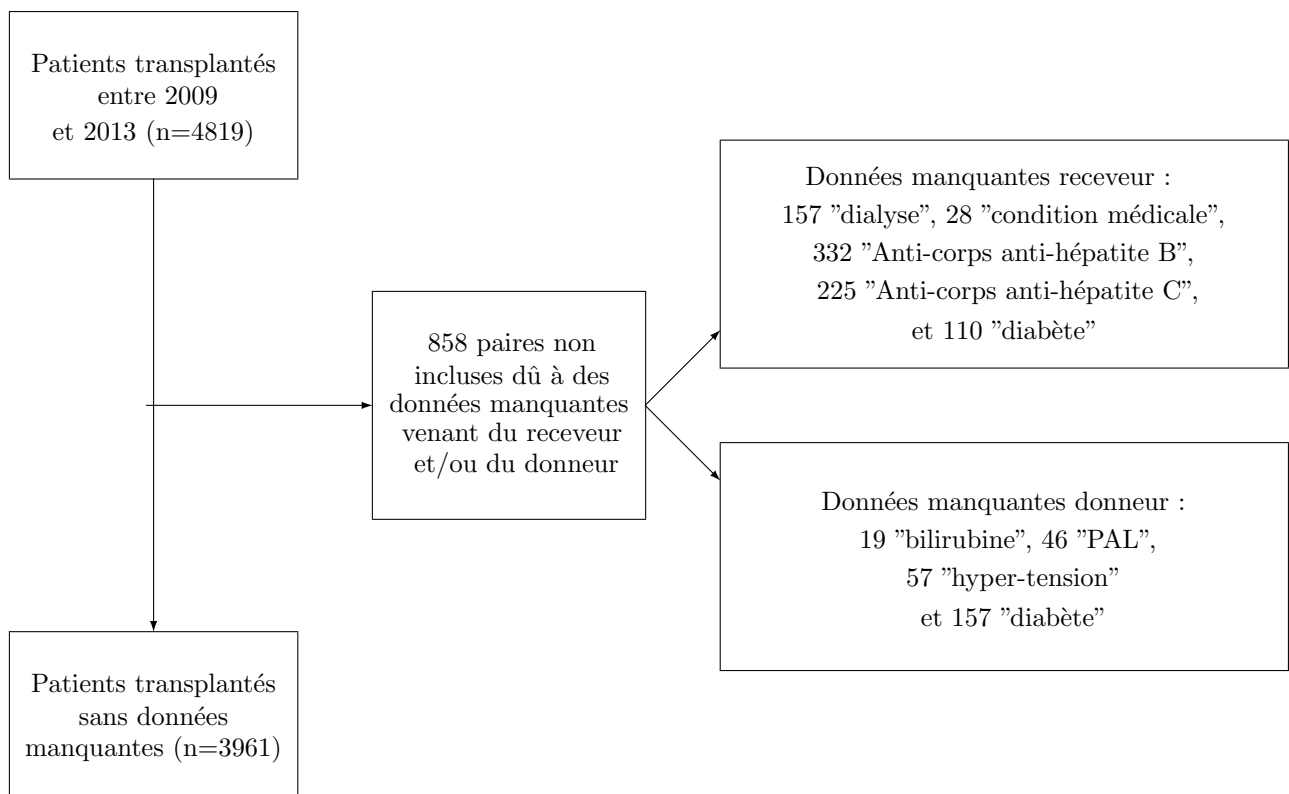 Patients transplantés
entre 2009
et 2013 (n=4819)
Données manquantes receveur :
157 ”dialyse”, 28 ”condition médicale”,
332 ”Anti-corps anti-hépatite B”,
225 ”Anti-corps anti-hépatite C”,
et 110 ”diabète”
858 paires non
incluses dû à des
données manquantes
venant du receveur
et/ou du donneur
Données manquantes donneur :
19 ”bilirubine”, 46 ”PAL”,
57 ”hyper-tension”
et 157 ”diabète”
Patients transplantés
sans données
manquantes (n=3961)